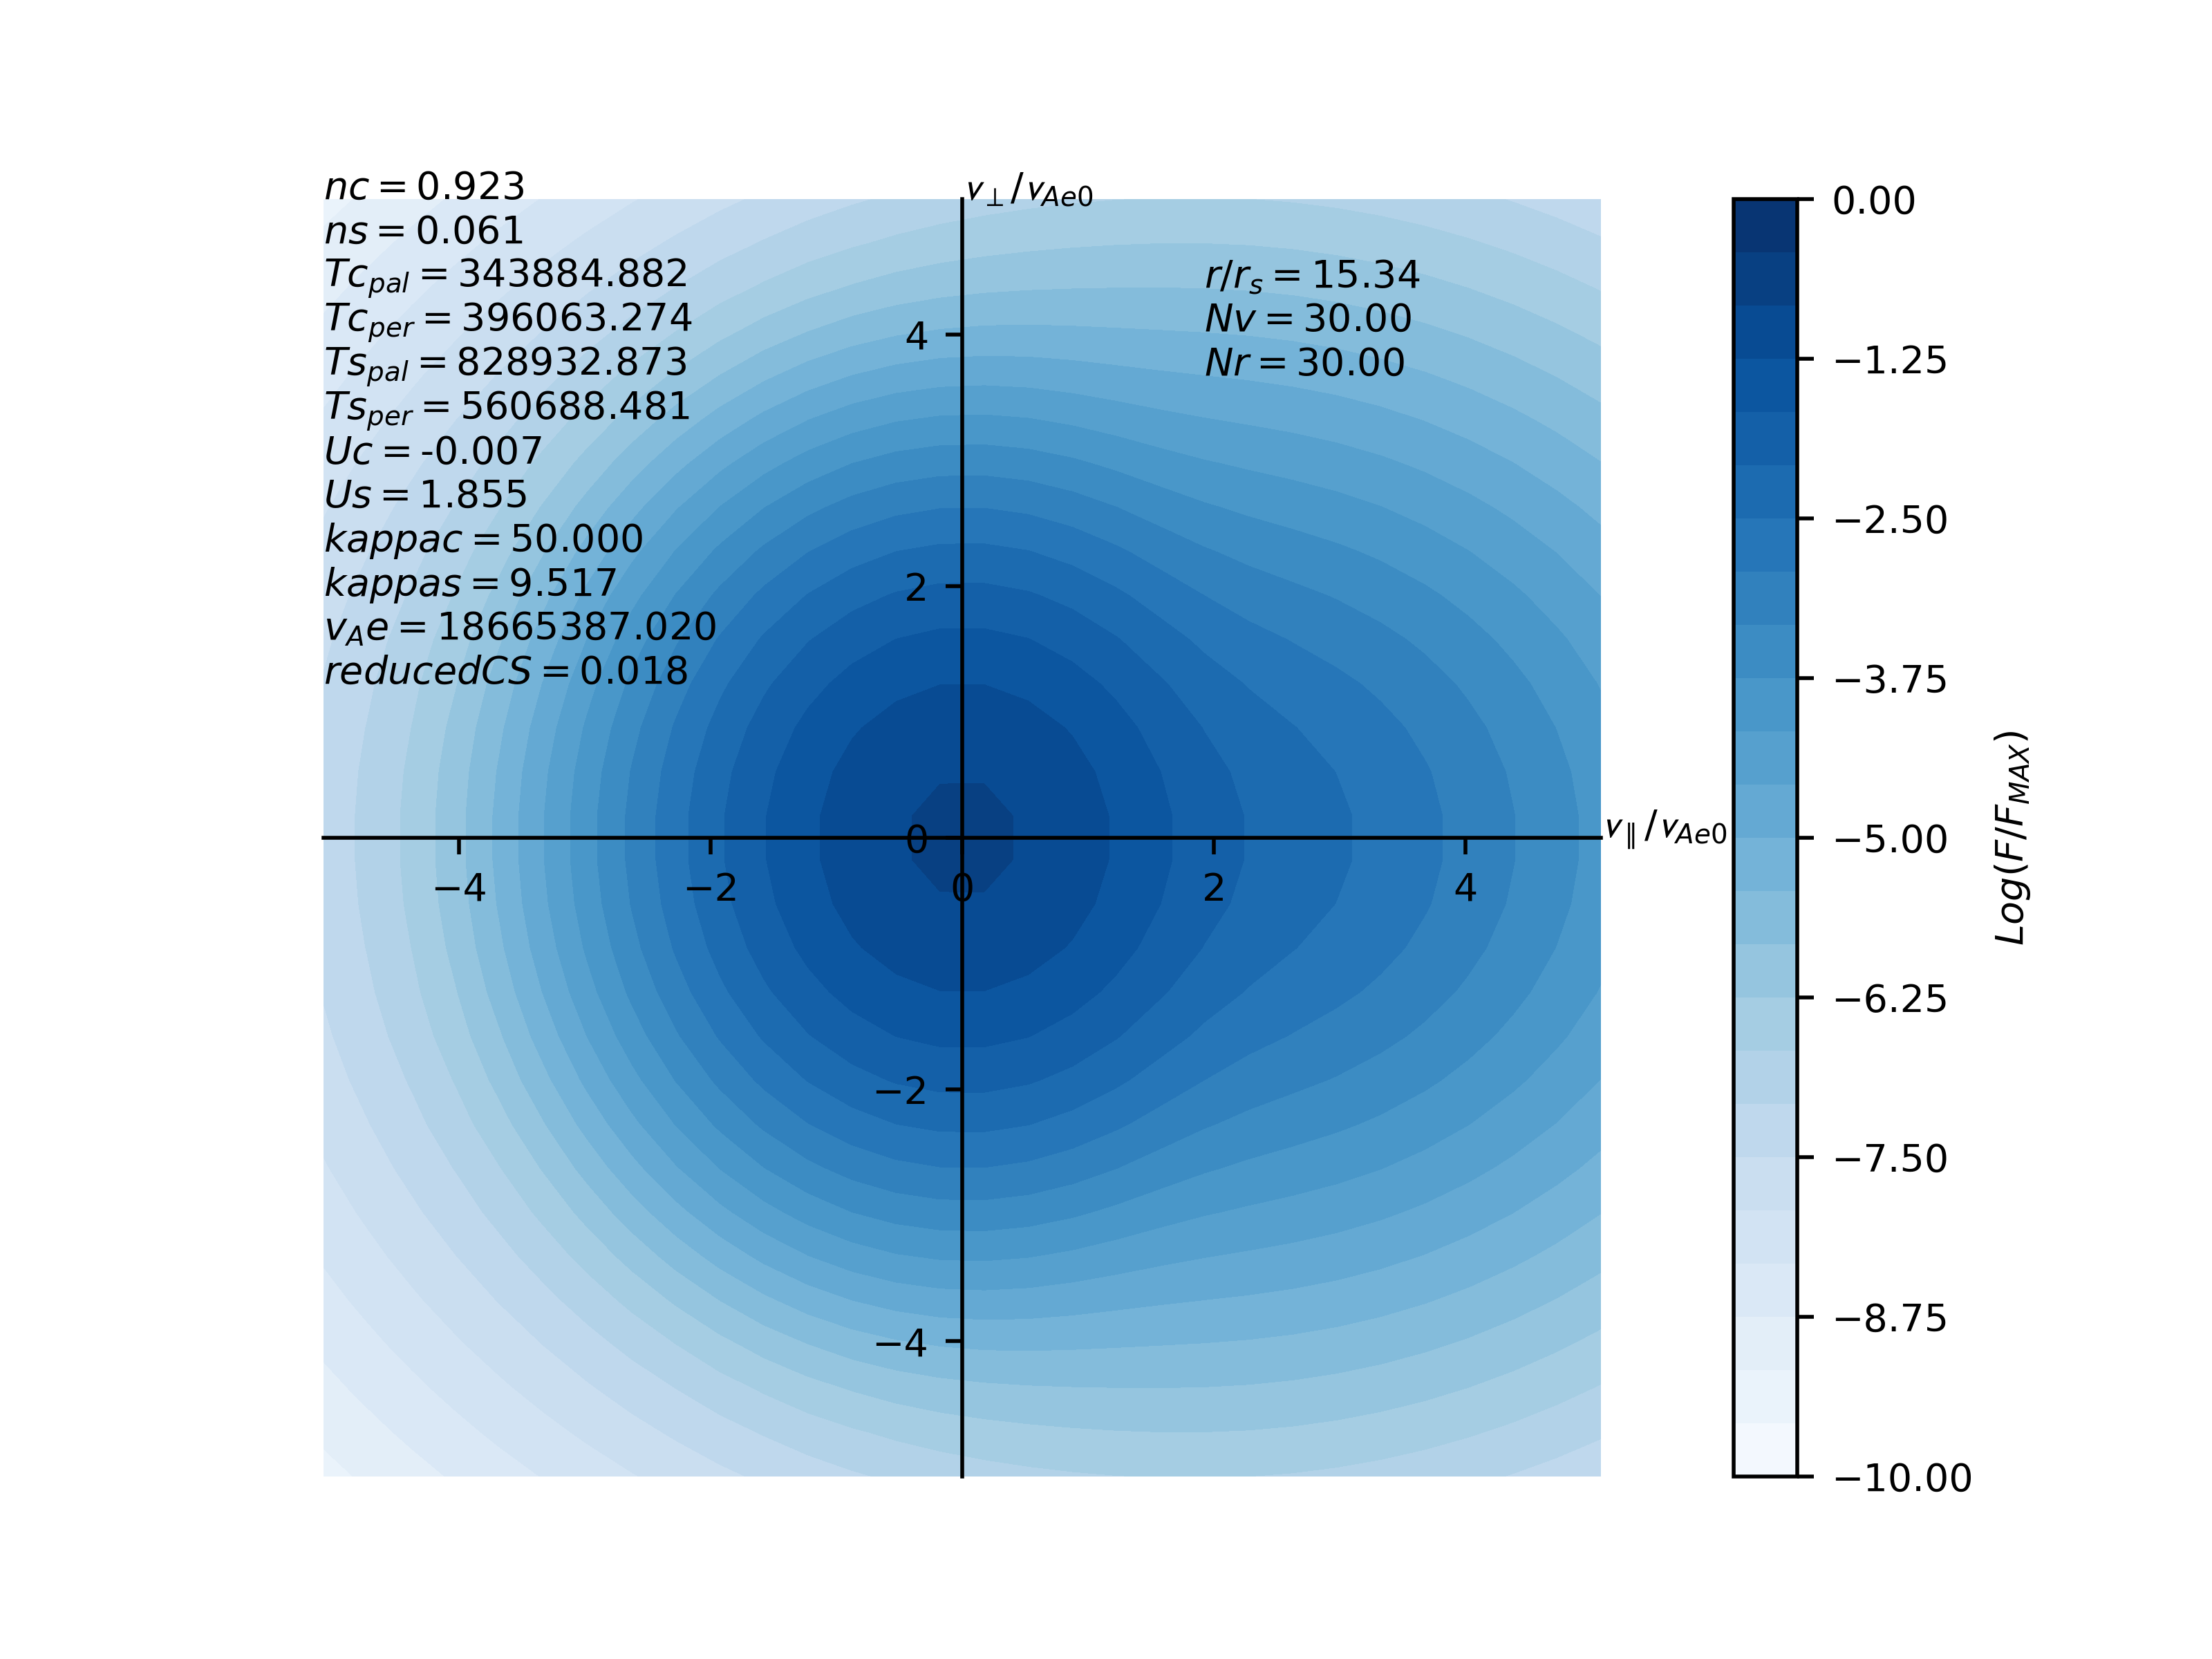 nc = 0.923
ns = 0.061
Tc_pal = 343884.882
Tc_per = 396063.274
Ts_pal = 828932.873
Ts_per = 560688.481
Uc = -0.007
Us = 1.855
kappac = 50.000
kappas = 9.517
v_Ae = 18665387.020
reducedCS = 0.018
v_⊥/v_Ae0
r/r_s = 15.34
Nv = 30.00
Nr = 30.00
4
2
0
−2
−4
−4
−2
0
2
4
v_∥/v_Ae0
0.00
−1.25
−2.50
−3.75
−5.00
−6.25
−7.50
−8.75
−10.00
Log(F/F_MAX)